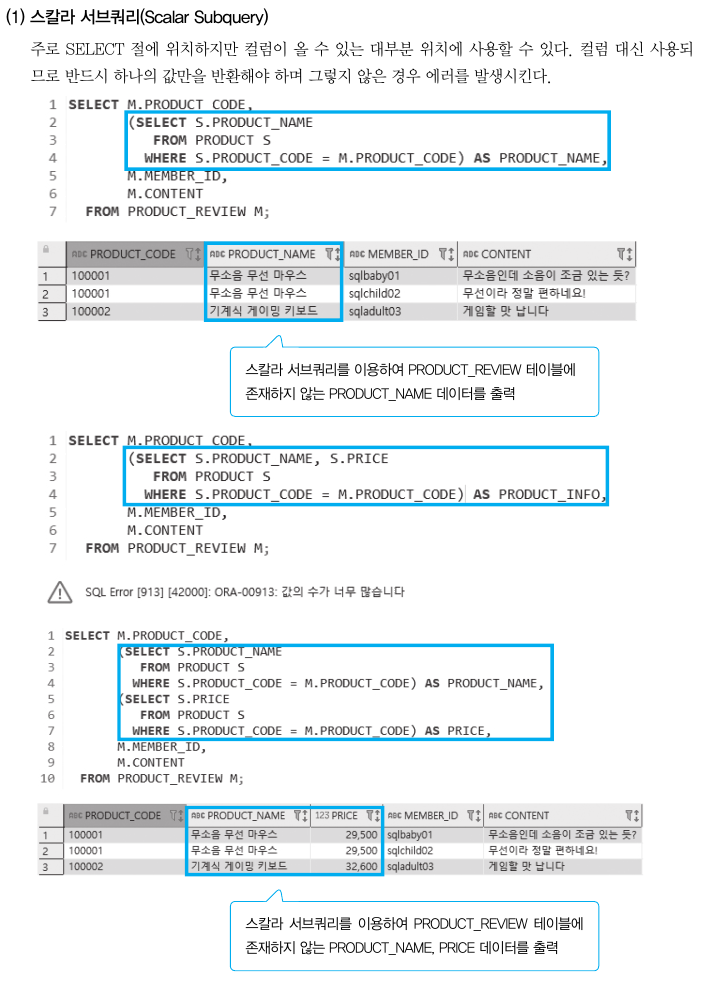 (1) 스칼라 서브쿼리(Scalar Subquery)
주로 SELECT 절에 위치하지만 컬럼이 올 수 있는 대부분 위치에 사용할 수 있다. 컬럼 대신 사용되
므로 반드시 하나의 값만을 반환해야 하며 그렇지 않은 경우 에러를 발생시킨다.
1 SELECT M.PRODUCT_CODE,
2 (SELECT S.PRODUCT_NAME
3 FROM PRODUCT S
4 WHERE S.PRODUCT_CODE = M.PRODUCT_CODE) AS PRODUCT_NAME,
5 M.MEMBER_ID,
6 M.CONTENT
7 FROM PRODUCT_REVIEW M;
ABC PRODUCT_CODE ABC PRODUCT_NAME ABC MEMBER_ID ABC CONTENT
1 100001 무소음 무선 마우스 sqlbaby01 무소음인데 소음이 조금 있는 듯?
2 100001 무소음 무선 마우스 sqlchild02 무선이라 정말 편하네요!
3 100002 기계식 게이밍 키보드 sqladult03 게임할 맛 납니다
스칼라 서브쿼리를 이용하여 PRODUCT_REVIEW 테이블에
존재하지 않는 PRODUCT_NAME 데이터를 출력
1 SELECT M.PRODUCT_CODE,
2 (SELECT S.PRODUCT_NAME, S.PRICE
3 FROM PRODUCT S
4 WHERE S.PRODUCT_CODE = M.PRODUCT_CODE) AS PRODUCT_INFO,
5 M.MEMBER_ID,
6 M.CONTENT
7 FROM PRODUCT_REVIEW M;
SQL Error [913] [42000]: ORA-00913: 값의 수가 너무 많습니다
1 SELECT M.PRODUCT_CODE,
2 (SELECT S.PRODUCT_NAME
3 FROM PRODUCT S
4 WHERE S.PRODUCT_CODE = M.PRODUCT_CODE) AS PRODUCT_NAME,
5 (SELECT S.PRICE
6 FROM PRODUCT S
7 WHERE S.PRODUCT_CODE = M.PRODUCT_CODE) AS PRICE,
8 M.MEMBER_ID,
9 M.CONTENT
10 FROM PRODUCT_REVIEW M;
ABC PRODUCT_CODE ABC PRODUCT_NAME 123 PRICE ABC MEMBER_ID ABC CONTENT
1 100001 무소음 무선 마우스 29,500 sqlbaby01 무소음인데 소음이 조금 있는 듯?
2 100001 무소음 무선 마우스 29,500 sqlchild02 무선이라 정말 편하네요!
3 100002 기계식 게이밍 키보드 32,600 sqladult03 게임할 맛 납니다
스칼라 서브쿼리를 이용하여 PRODUCT_REVIEW 테이블에
존재하지 않는 PRODUCT_NAME, PRICE 데이터를 출력